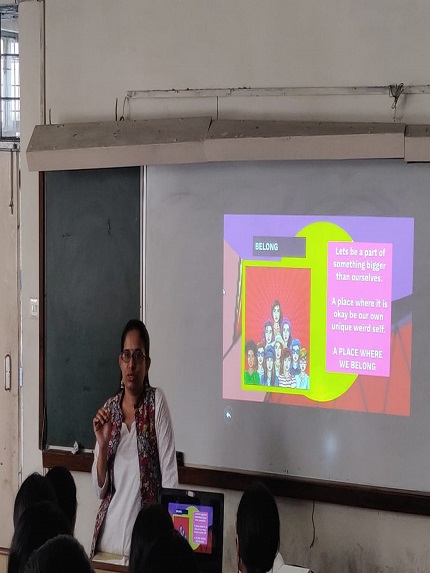 BELONG
Lets be a part of
something bigger
than ourselves.
A place where it is
okay be our own
unique weird self.
A PLACE WHERE
WE BELONG